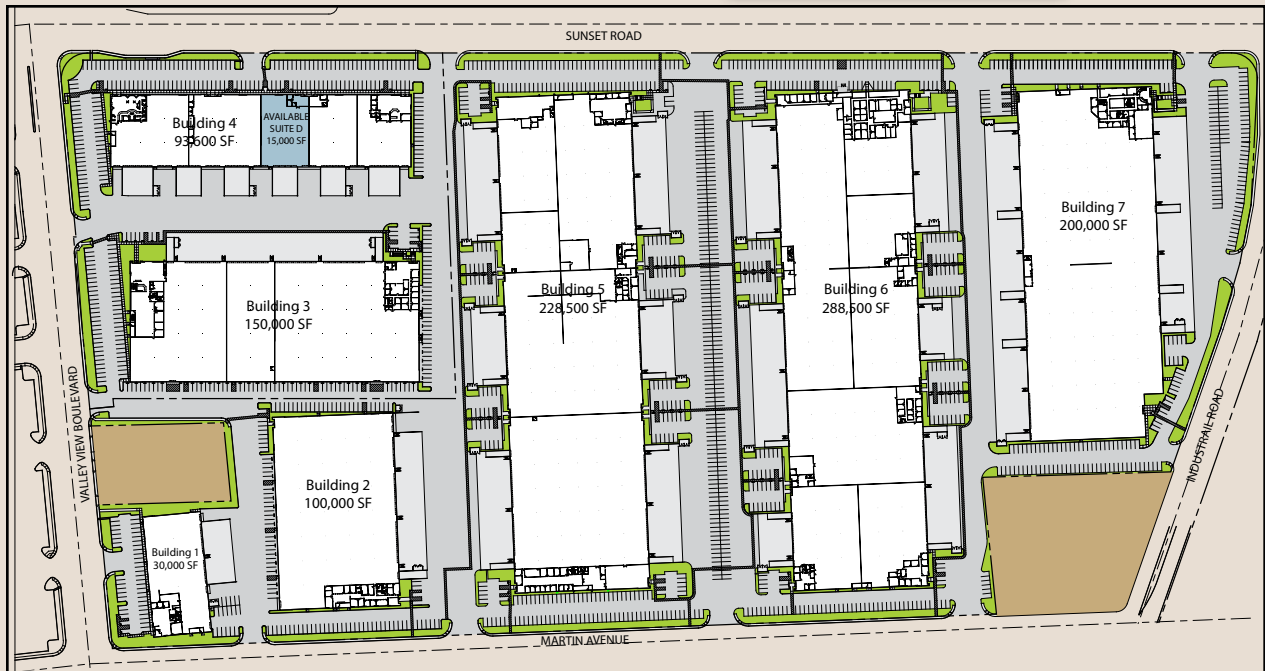 SUNSET ROAD
Building 4
93,600 SF
AVAILABLE
SUITE D
15,000 SF
Building 7
200,000 SF
Building 5
228,500 SF
Building 6
288,600 SF
Building 3
150,000 SF
VALLEY VIEW BOULEVARD
INDUSTRAIL ROAD
Building 2
100,000 SF
Building 1
30,000 SF
MARTIN AVENUE